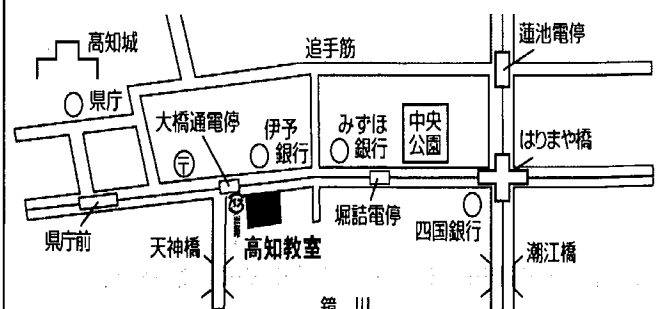 高知城
追手筋
蓮池電停
県庁
大橋通電停
伊予
銀行
みずほ
銀行
中央
公園
はりまや橋
〒
県庁前
天神橋
高知教室
堀詰電停
四国銀行
潮江橋
鏡川